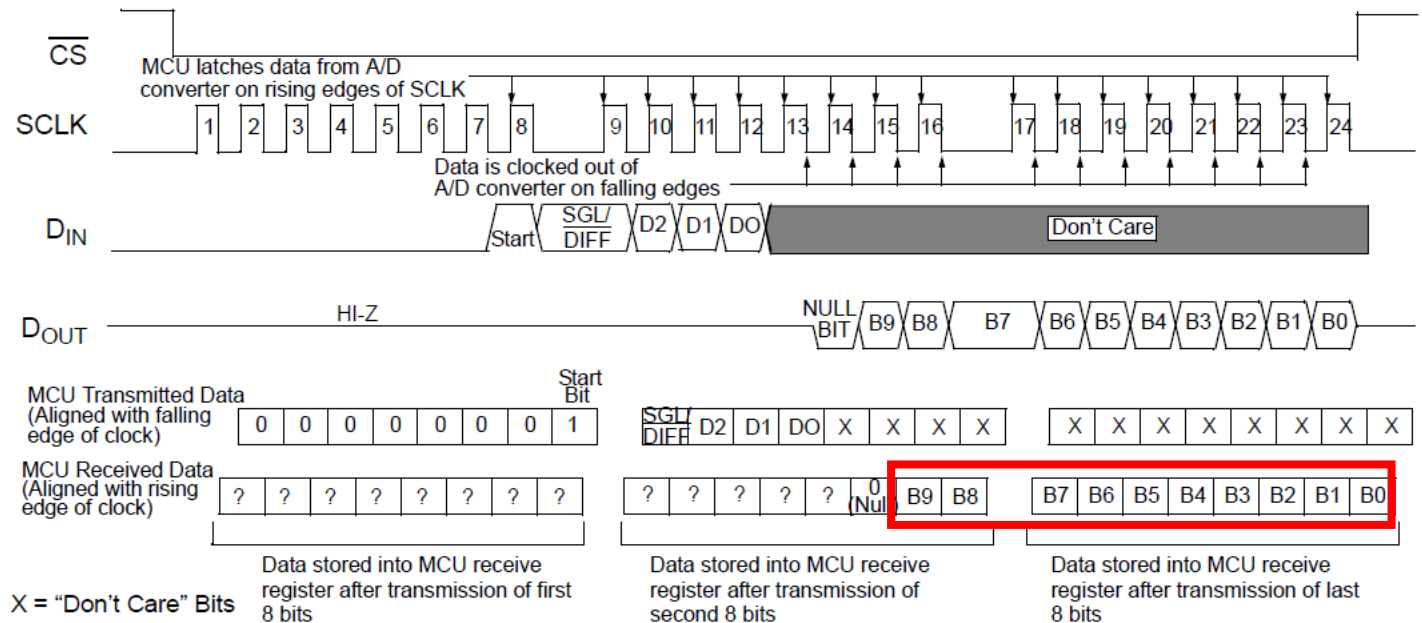 CS
MCU latches data from A/D
converter on rising edges of SCLK
SCLK
1 2 3 4 5 6 7 8 9 10 11 12 13 14 15 16 17 18 19 20 21 22 23 24
Data is clocked out of
A/D converter on falling edges
DIN
Start SGL/ D2 D1 DO Don't Care
DIFF
HI-Z
DOUT
NULL
BIT B9 B8 B7 B6 B5 B4 B3 B2 B1 B0
Start
Bit
MCU Transmitted Data
(Aligned with falling
edge of clock)
0 0 0 0 0 0 0 1
SGL/
DIFF D2 D1 DO X X X X
X X X X X X X X
MCU Received Data
(Aligned with rising
edge of clock)
? ? ? ? ? ? ? ?
? ? ? ? ? 0 B9 B8
(Null)
B7 B6 B5 B4 B3 B2 B1 B0
Data stored into MCU receive
register after transmission of first
8 bits
Data stored into MCU receive
register after transmission of
second 8 bits
Data stored into MCU receive
register after transmission of last
8 bits
X = "Don't Care" Bits